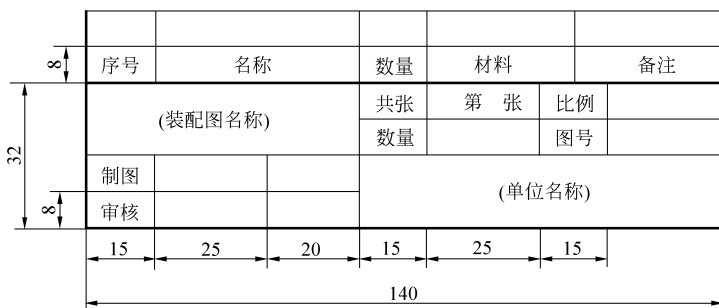 8 序号 名称 数量 材料 备注
32 (装配图名称) 共张 第 张 比例
数量 图号
制图 (单位名称)
8 审核
15 25 20 15 25 15
140